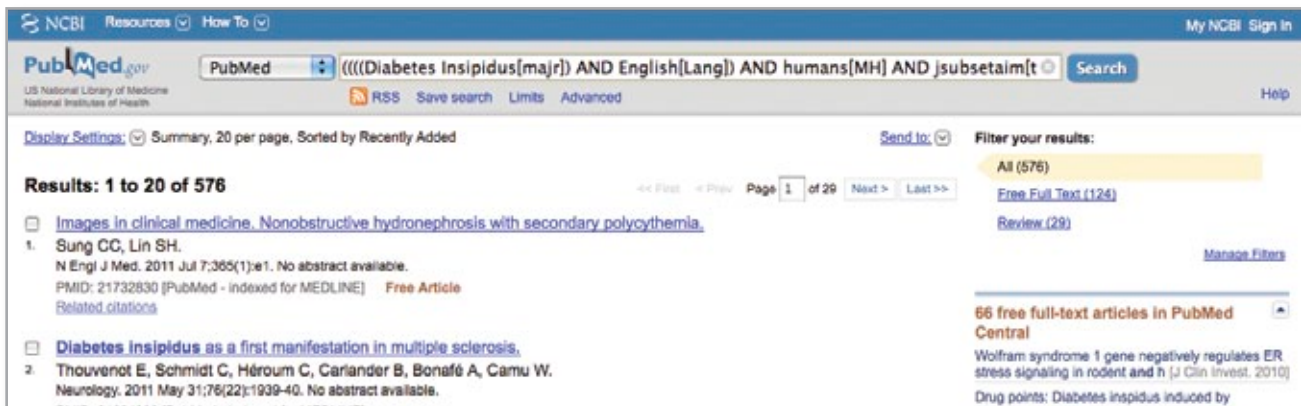 NCBI Resources How To My NCBI Sign In
PubMed.gov PubMed ((((Diabetes Insipidus[majr]) AND English[Lang]) AND humans[MH] AND jsubsetaim[t Search
US National Library of Medicine
National Institutes of Health
RSS Save search Limits Advanced Help
Display Settings: Summary, 20 per page, Sorted by Recently Added Send to: Filter your results:
All (576)
Results: 1 to 20 of 576 << First < Prev Page 1 of 29 Next > Last >>
Free Full Text (124)
Review (29)
Manage Filters
Images in clinical medicine. Nonobstructive hydronephrosis with secondary polycythemia.
1. Sung CC, Lin SH.
N Engl J Med. 2011 Jul 7;365(1):e1. No abstract available.
PMID: 21732830 [PubMed - indexed for MEDLINE] Free Article
Related citations
Diabetes insipidus as a first manifestation in multiple sclerosis.
2. Thouvenot E, Schmidt C, Héroum C, Carlander B, Bonafé A, Camu W.
Neurology. 2011 May 31;76(22):1939-40. No abstract available.
66 free full-text articles in PubMed
Central
Wolfram syndrome 1 gene negatively regulates ER
stress signaling in rodent and h [J Clin Invest. 2010]
Drug points: Diabetes inspidus induced by